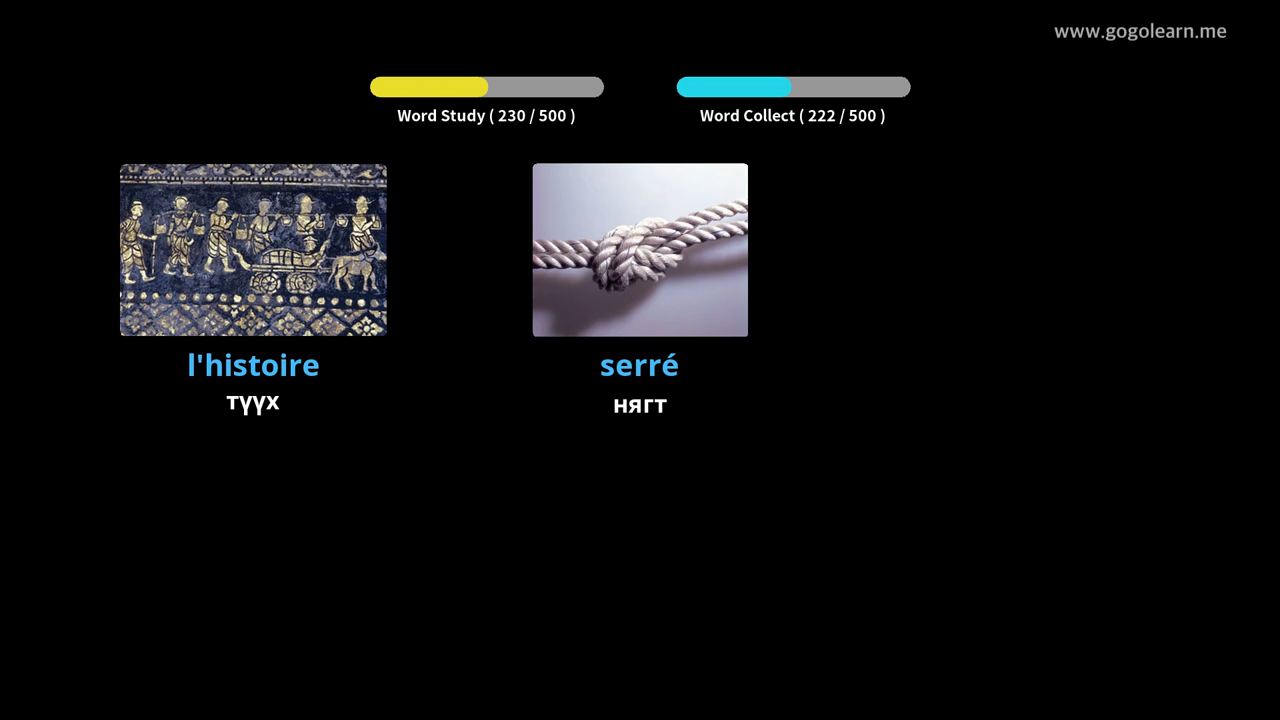 www.gogolearn.me
Word Study ( 230 / 500 )
Word Collect ( 222 / 500 )
l'histoire
түүх
serré
нягт